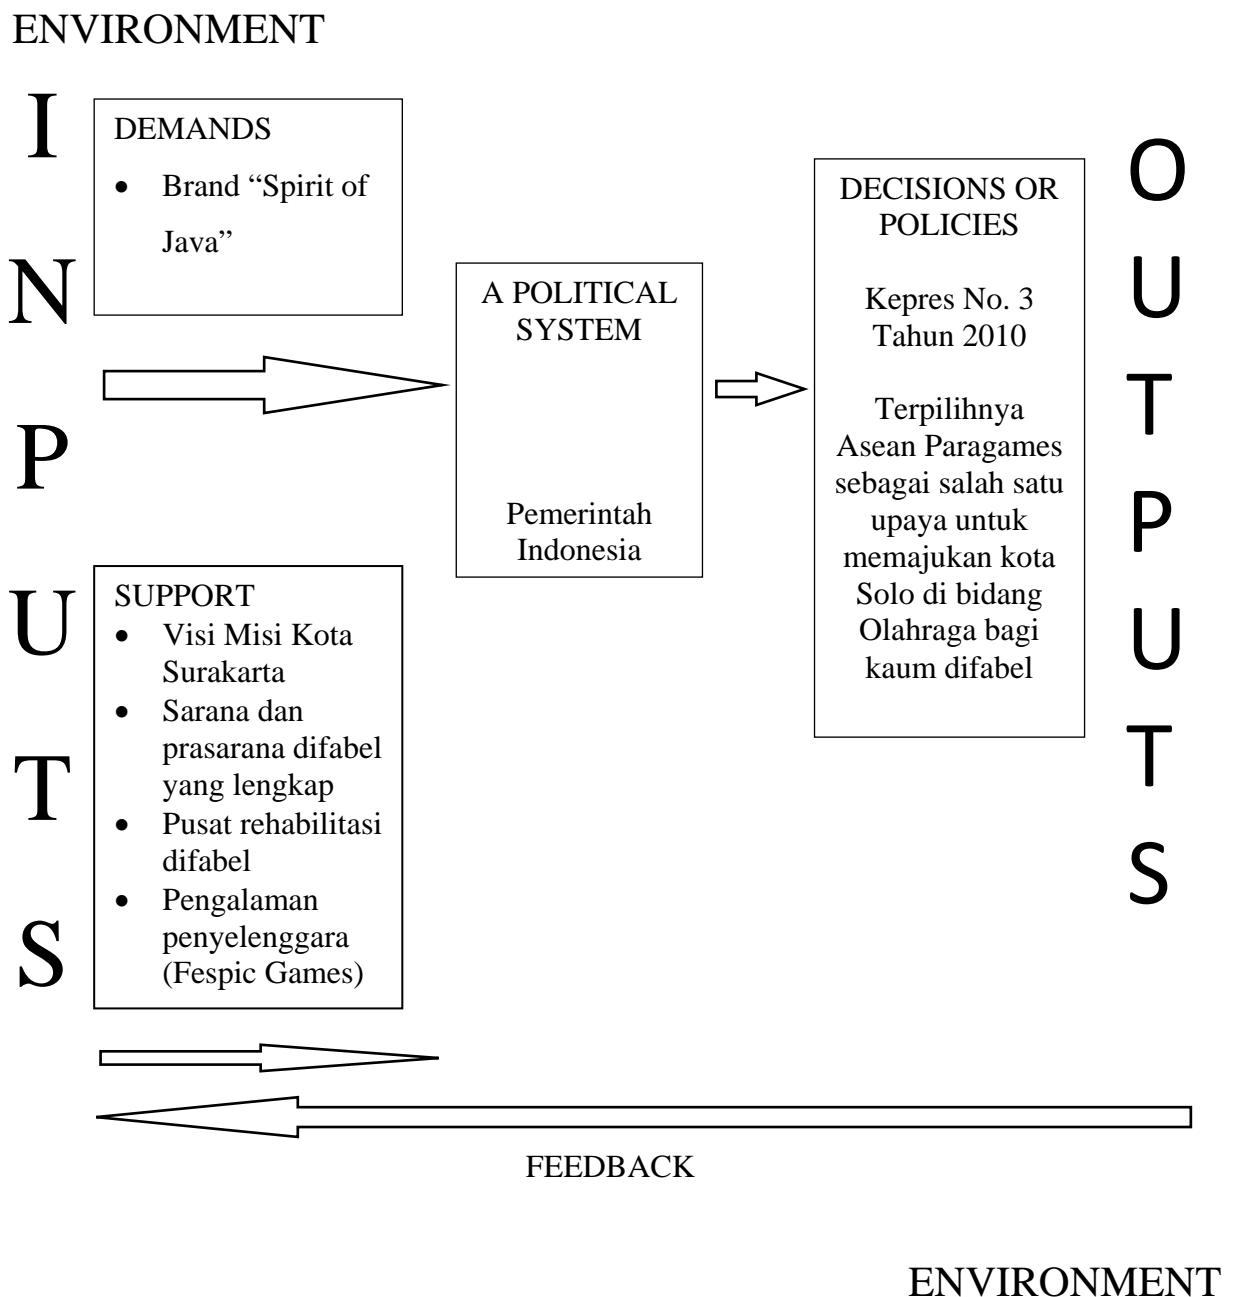 ENVIRONMENT
INPUTS
DEMANDS
• Brand “Spirit of
Java”
A POLITICAL
SYSTEM
Pemerintah
Indonesia
DECISIONS OR
POLICIES
Kepres No. 3
Tahun 2010
Terpilihnya
Asean Paragames
sebagai salah satu
upaya untuk
memajukan kota
Solo di bidang
Olahraga bagi
kaum difabel
OUTPUTS
SUPPORT
• Visi Misi Kota
Surakarta
• Sarana dan
prasarana difabel
yang lengkap
• Pusat rehabilitasi
difabel
• Pengalaman
penyelenggara
(Fespic Games)
FEEDBACK
ENVIRONMENT